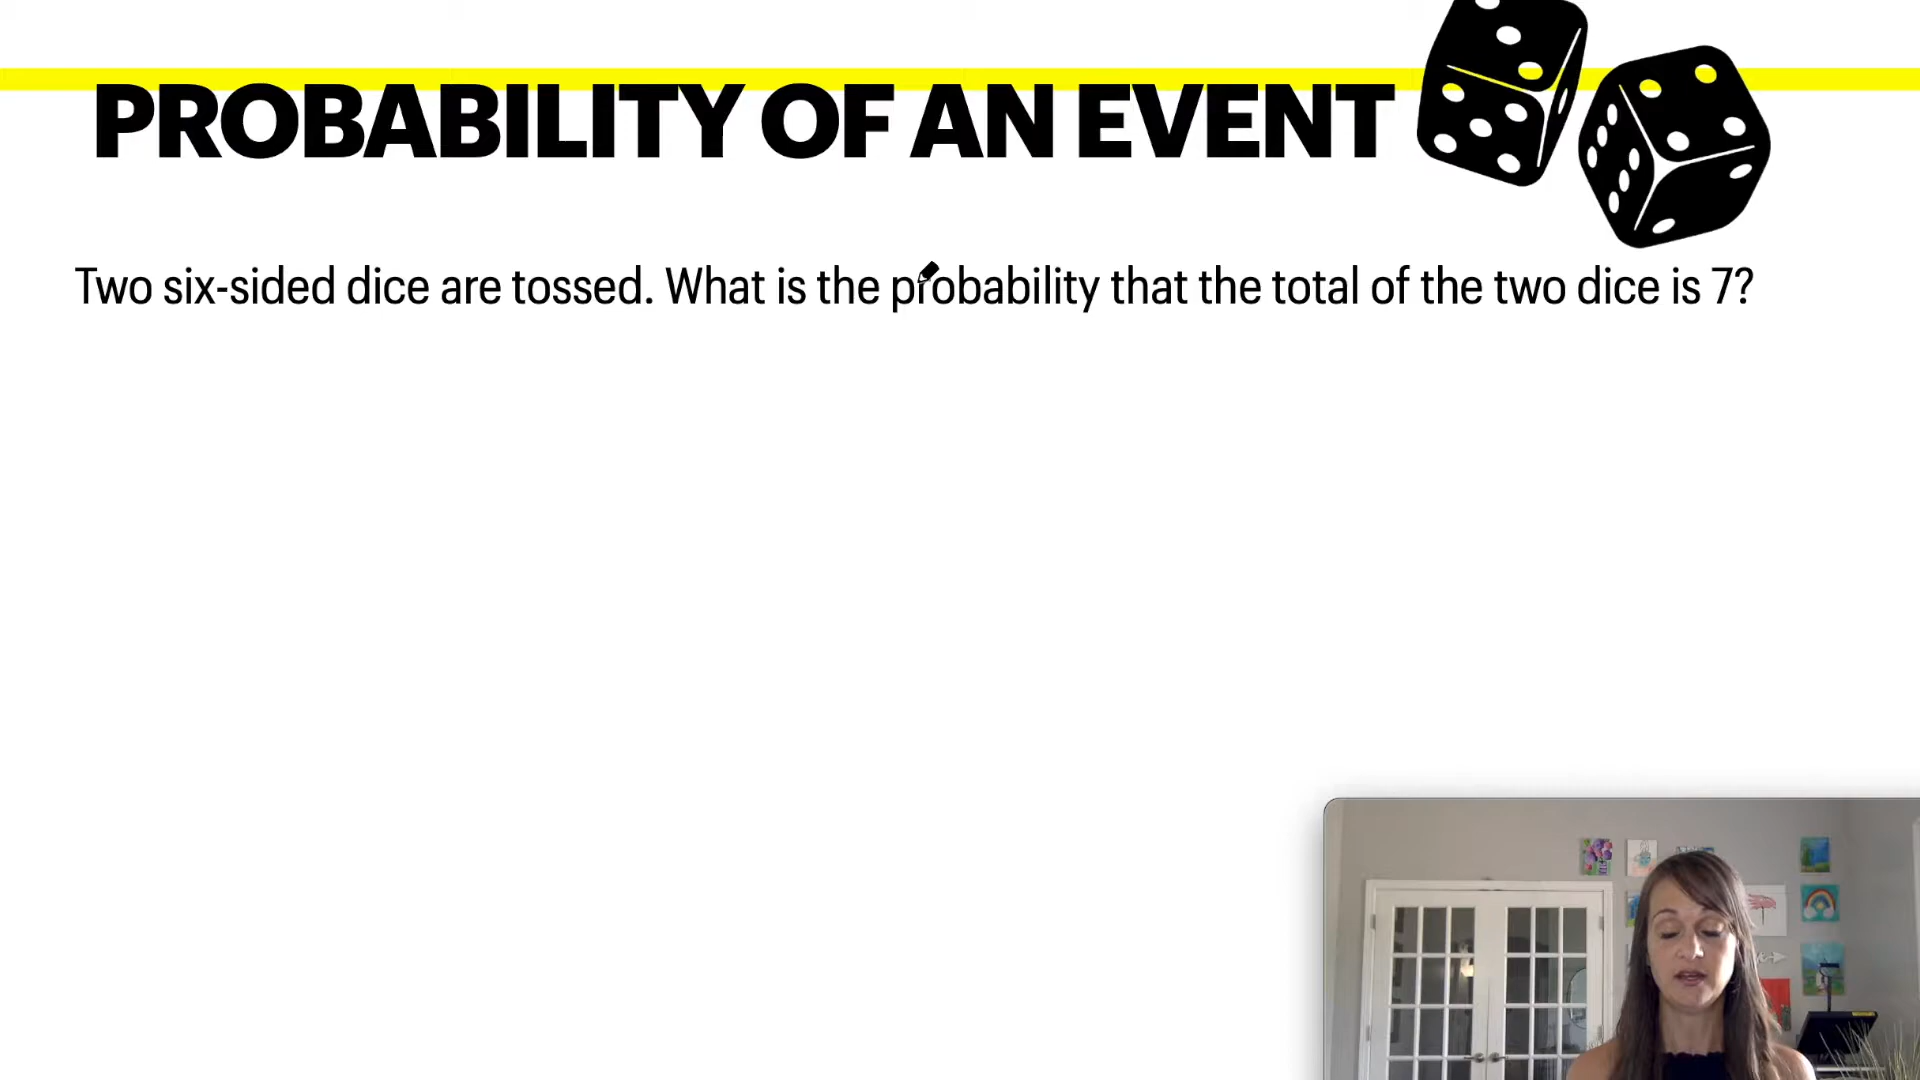 PROBABILITY OF AN EVENT
Two six-sided dice are tossed. What is the probability that the total of the two dice is 7?